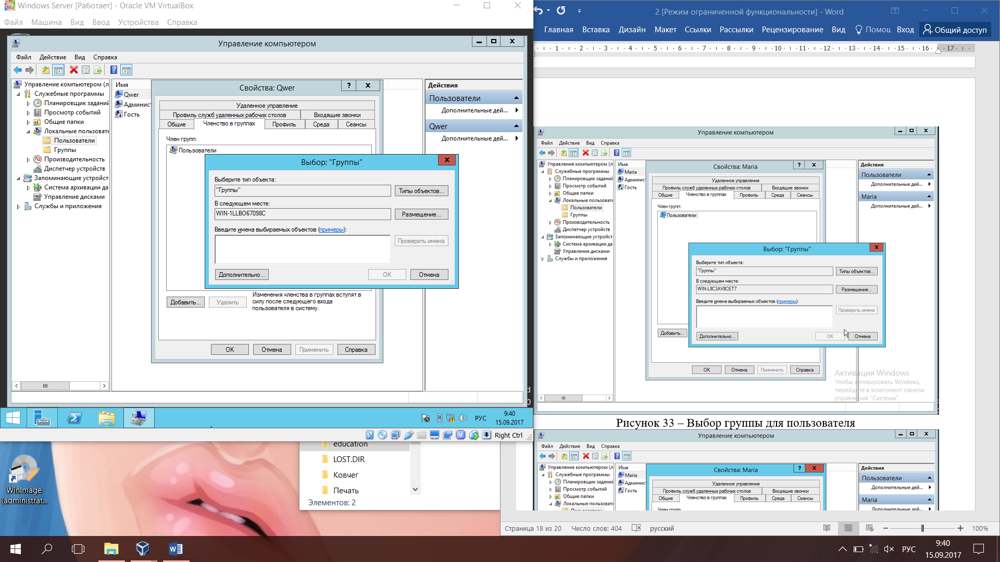 Windows Server [Работает] - Oracle VM VirtualBox
Файл Машина Вид Ввод Устройства Справка
Управление компьютером
Файл Действие Вид Справка
Управление компьютером (л
Служебные программы
Планировщик заданий
Просмотр событий
Общие папки
Локальные пользовате
Пользователи
Группы
Производительность
Диспетчер устройств
Запоминающие устройст
Система архивации да
Управление дисками
Службы и приложения
Имя
Qwer
Админис
Гость
Свойства: Qwer
Удаленное управление
Профиль служб удаленных рабочих столов Входящие звонки
Общие Членство в группах Профиль Среда Сеансы
Член групп:
Пользователи
Выбор: "Группы"
Выберите тип объекта:
"Группы" Типы объектов...
В следующем месте:
WIN-1LLBO67098C Размещение...
Введите имена выбираемых объектов (примеры):
Проверить имена
Дополнительно... OK Отмена
Добавить... Удалить
Изменения членства в группах вступят в
силу после следующего входа
пользователя в систему.
OK Отмена Применить Справка
Действия
Пользователи
Дополнительные дей...
Qwer
Дополнительные дей...
РУС
9:40
15.09.2017
Right Ctrl
WinImage
(administrat...
education
LOST.DIR
Ковчег
Печать
Элементов: 2
2 [Режим ограниченной функциональности] - Word
Главная Вставка Дизайн Макет Ссылки Рассылки Рецензирование Вид Помощ Вход Общий доступ
1 2 3 4 5 6 7 8 9 10 11 12 13 14 15 16 17
Управление компьютером
Файл Действие Вид Справка
Управление компьютером (л
Служебные программы
Планировщик заданий
Просмотр событий
Общие папки
Локальные пользовате
Пользователи
Группы
Производительность
Диспетчер устройств
Запоминающие устройст
Система архивации да
Управление дисками
Службы и приложения
Имя
Maria
Админис
Гость
Свойства: Maria
Удаленное управление
Профиль служб удаленных рабочих столов Входящие звонки
Общие Членство в группах Профиль Среда Сеансы
Член групп:
Пользователи
Выбор: "Группы"
Выберите тип объекта:
"Группы" Типы объектов...
В следующем месте:
WIN-L8C3AV8CET7 Размещение...
Введите имена выбираемых объектов (примеры):
Проверить имена
Дополнительно... OK Отмена
Добавить...
OK Отмена Применить Справка
Действия
Пользователи
Дополнительные дей...
Maria
Дополнительные дей...
Активация Windows
Чтобы активировать Windows,
перейдите в компонент панели
управления "Система".
Рисунок 33 – Выбор группы для пользователя
Управление компьютером
Файл Действие Вид Справка
Управление компьютером (л
Служебные программы
Планировщик заданий
Просмотр событий
Общие папки
Локальные пользовате
Имя
Maria
Админис
Гость
Свойства: Maria
Удаленное управление
Профиль служб удаленных рабочих столов Входящие звонки
Общие Членство в группах Профиль Среда Сеансы
Член групп:
Действия
Пользователи
Дополнительные дей...
Maria
Дополнительные дей...
Страница 18 из 20 Число слов: 404 русский 100%
РУС
9:40
15.09.2017